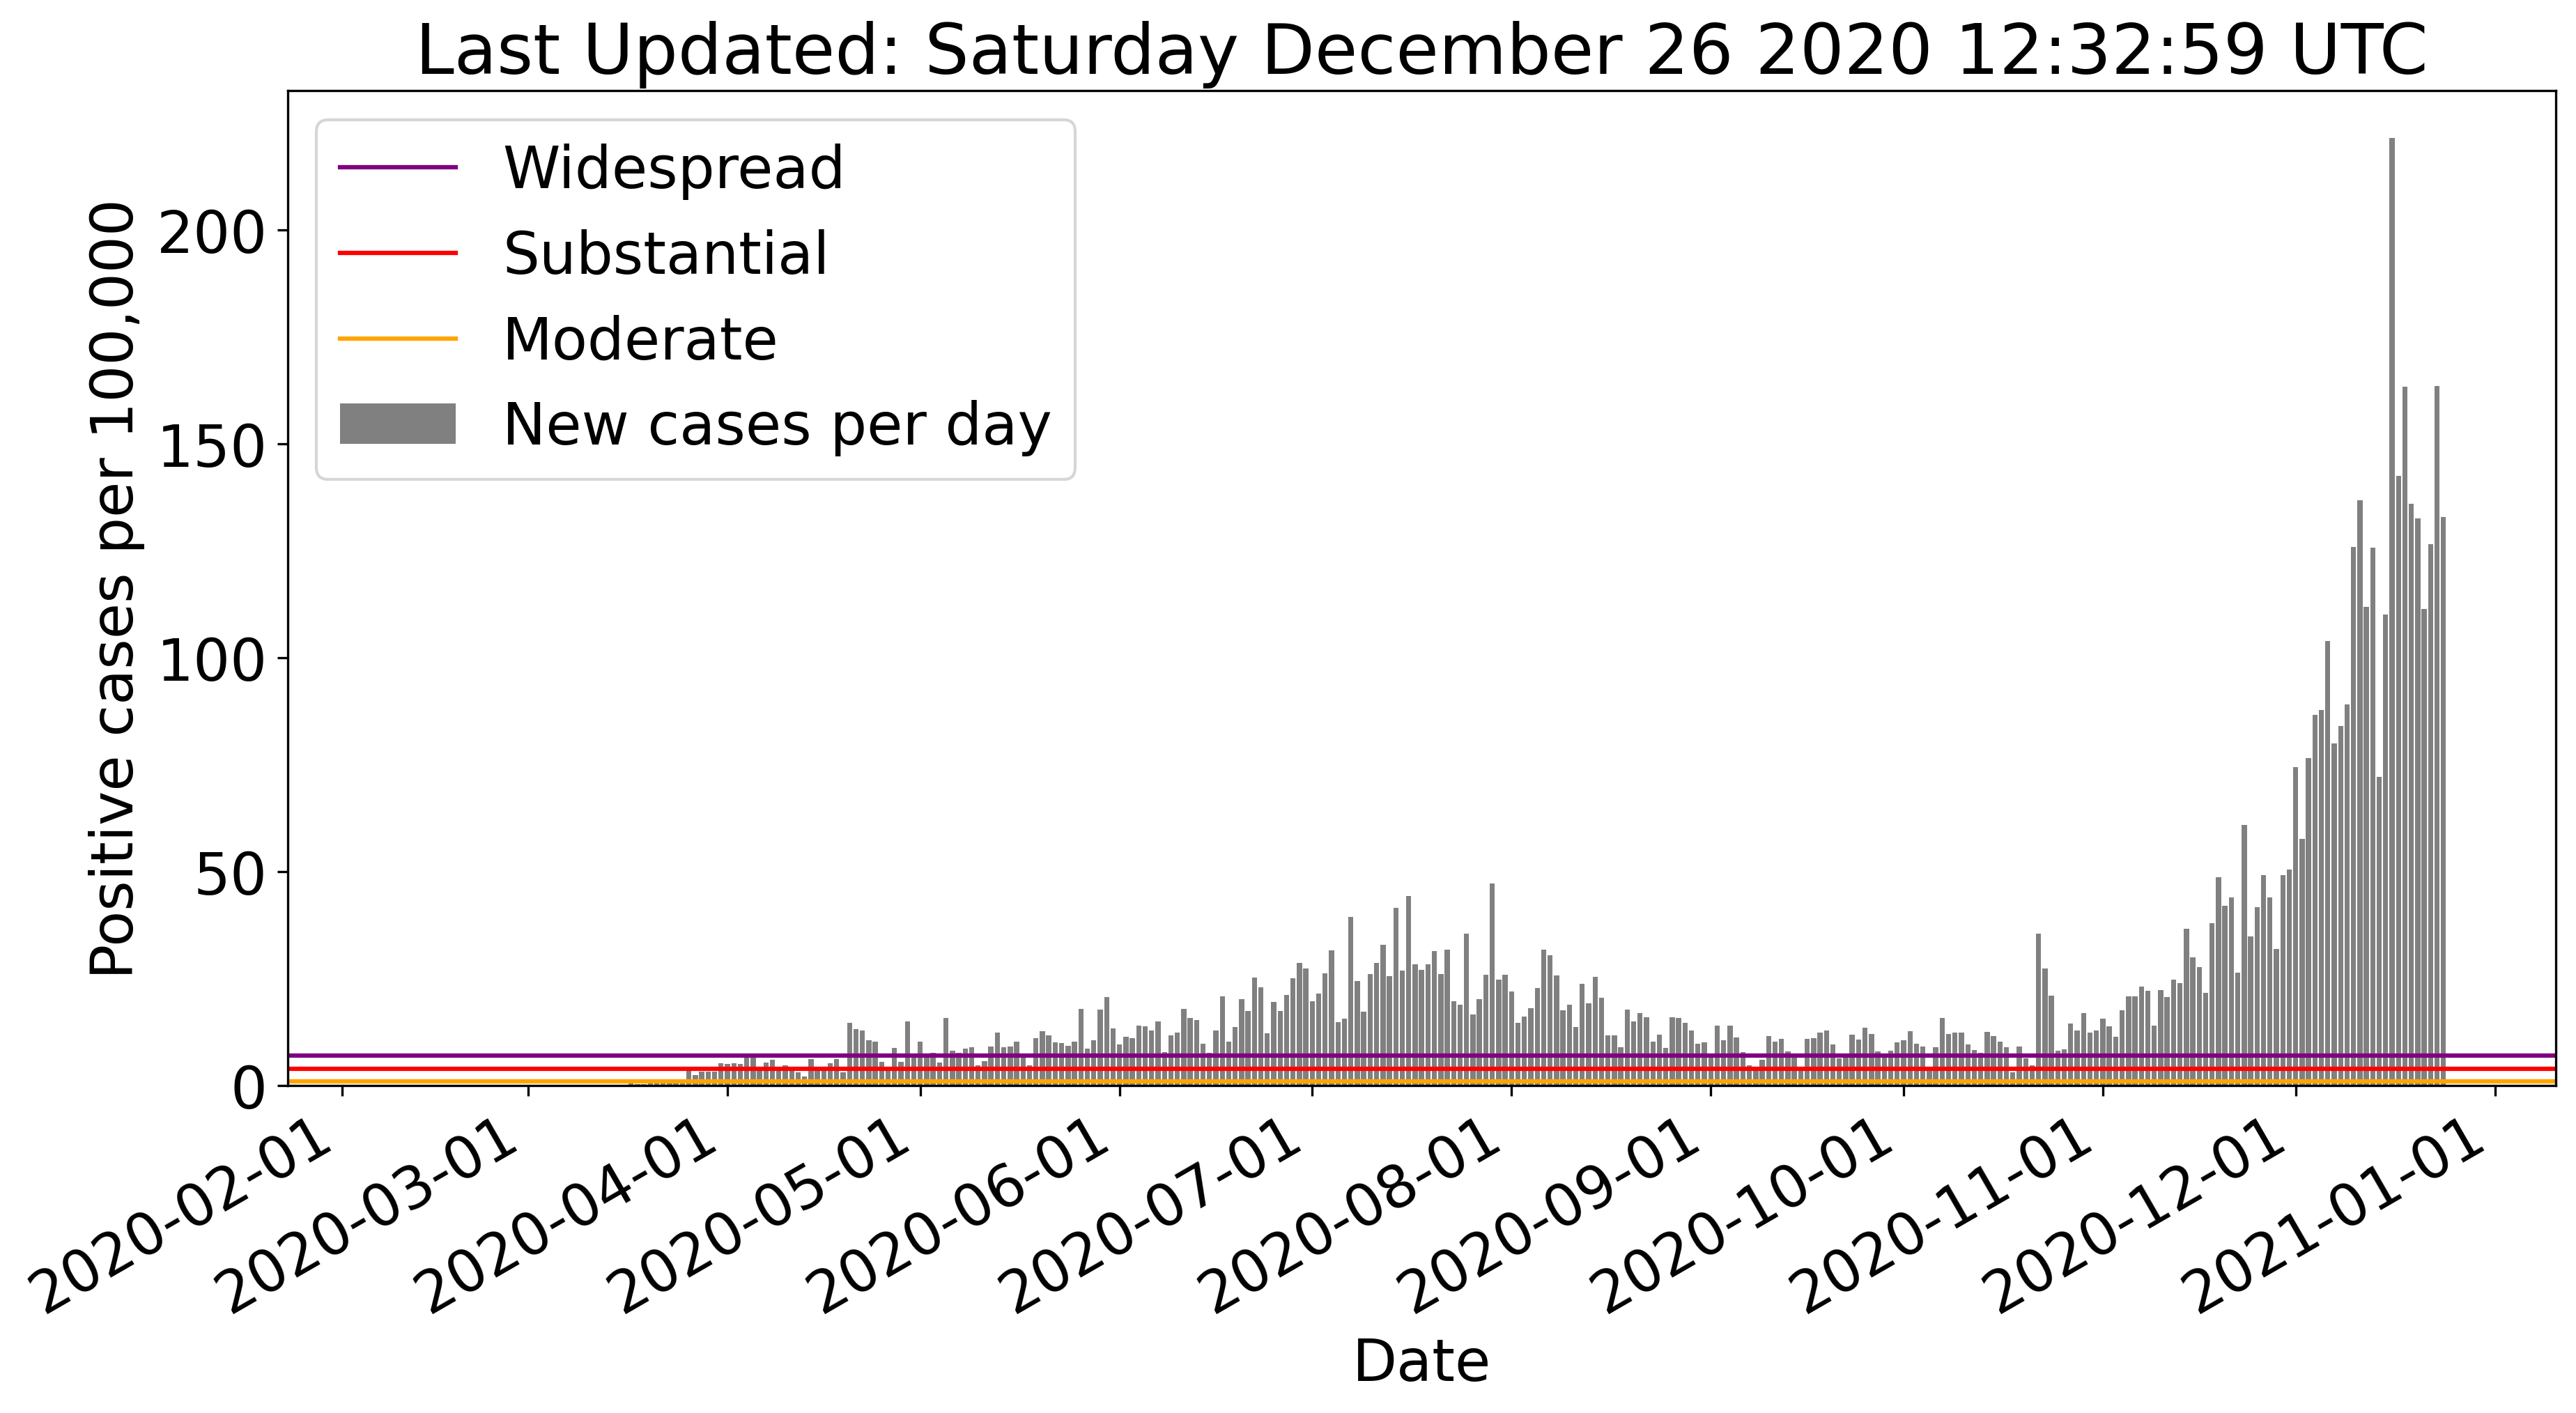 Last Updated: Saturday December 26 2020 12:32:59 UTC
Widespread
Substantial
Moderate
New cases per day
Positive cases per 100,000
200
150
100
50
0
2020-02-01
2020-03-01
2020-04-01
2020-05-01
2020-06-01
2020-07-01
2020-08-01
2020-09-01
2020-10-01
2020-11-01
2020-12-01
2021-01-01
Date